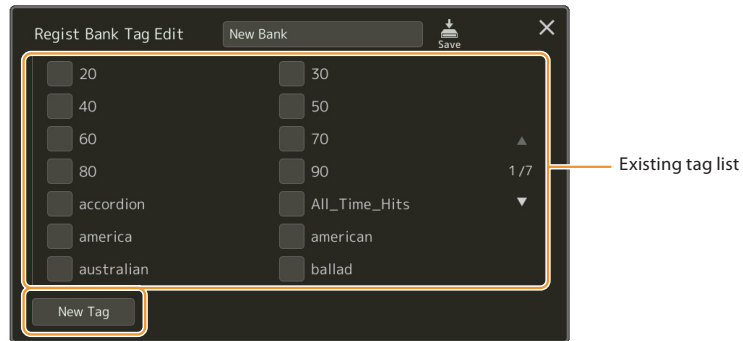 Regist Bank Tag Edit New Bank Save ×
20 30
40 50
60 70
80 90 1/7
accordion All_Time_Hits
america american
australian ballad
New Tag
Existing tag list